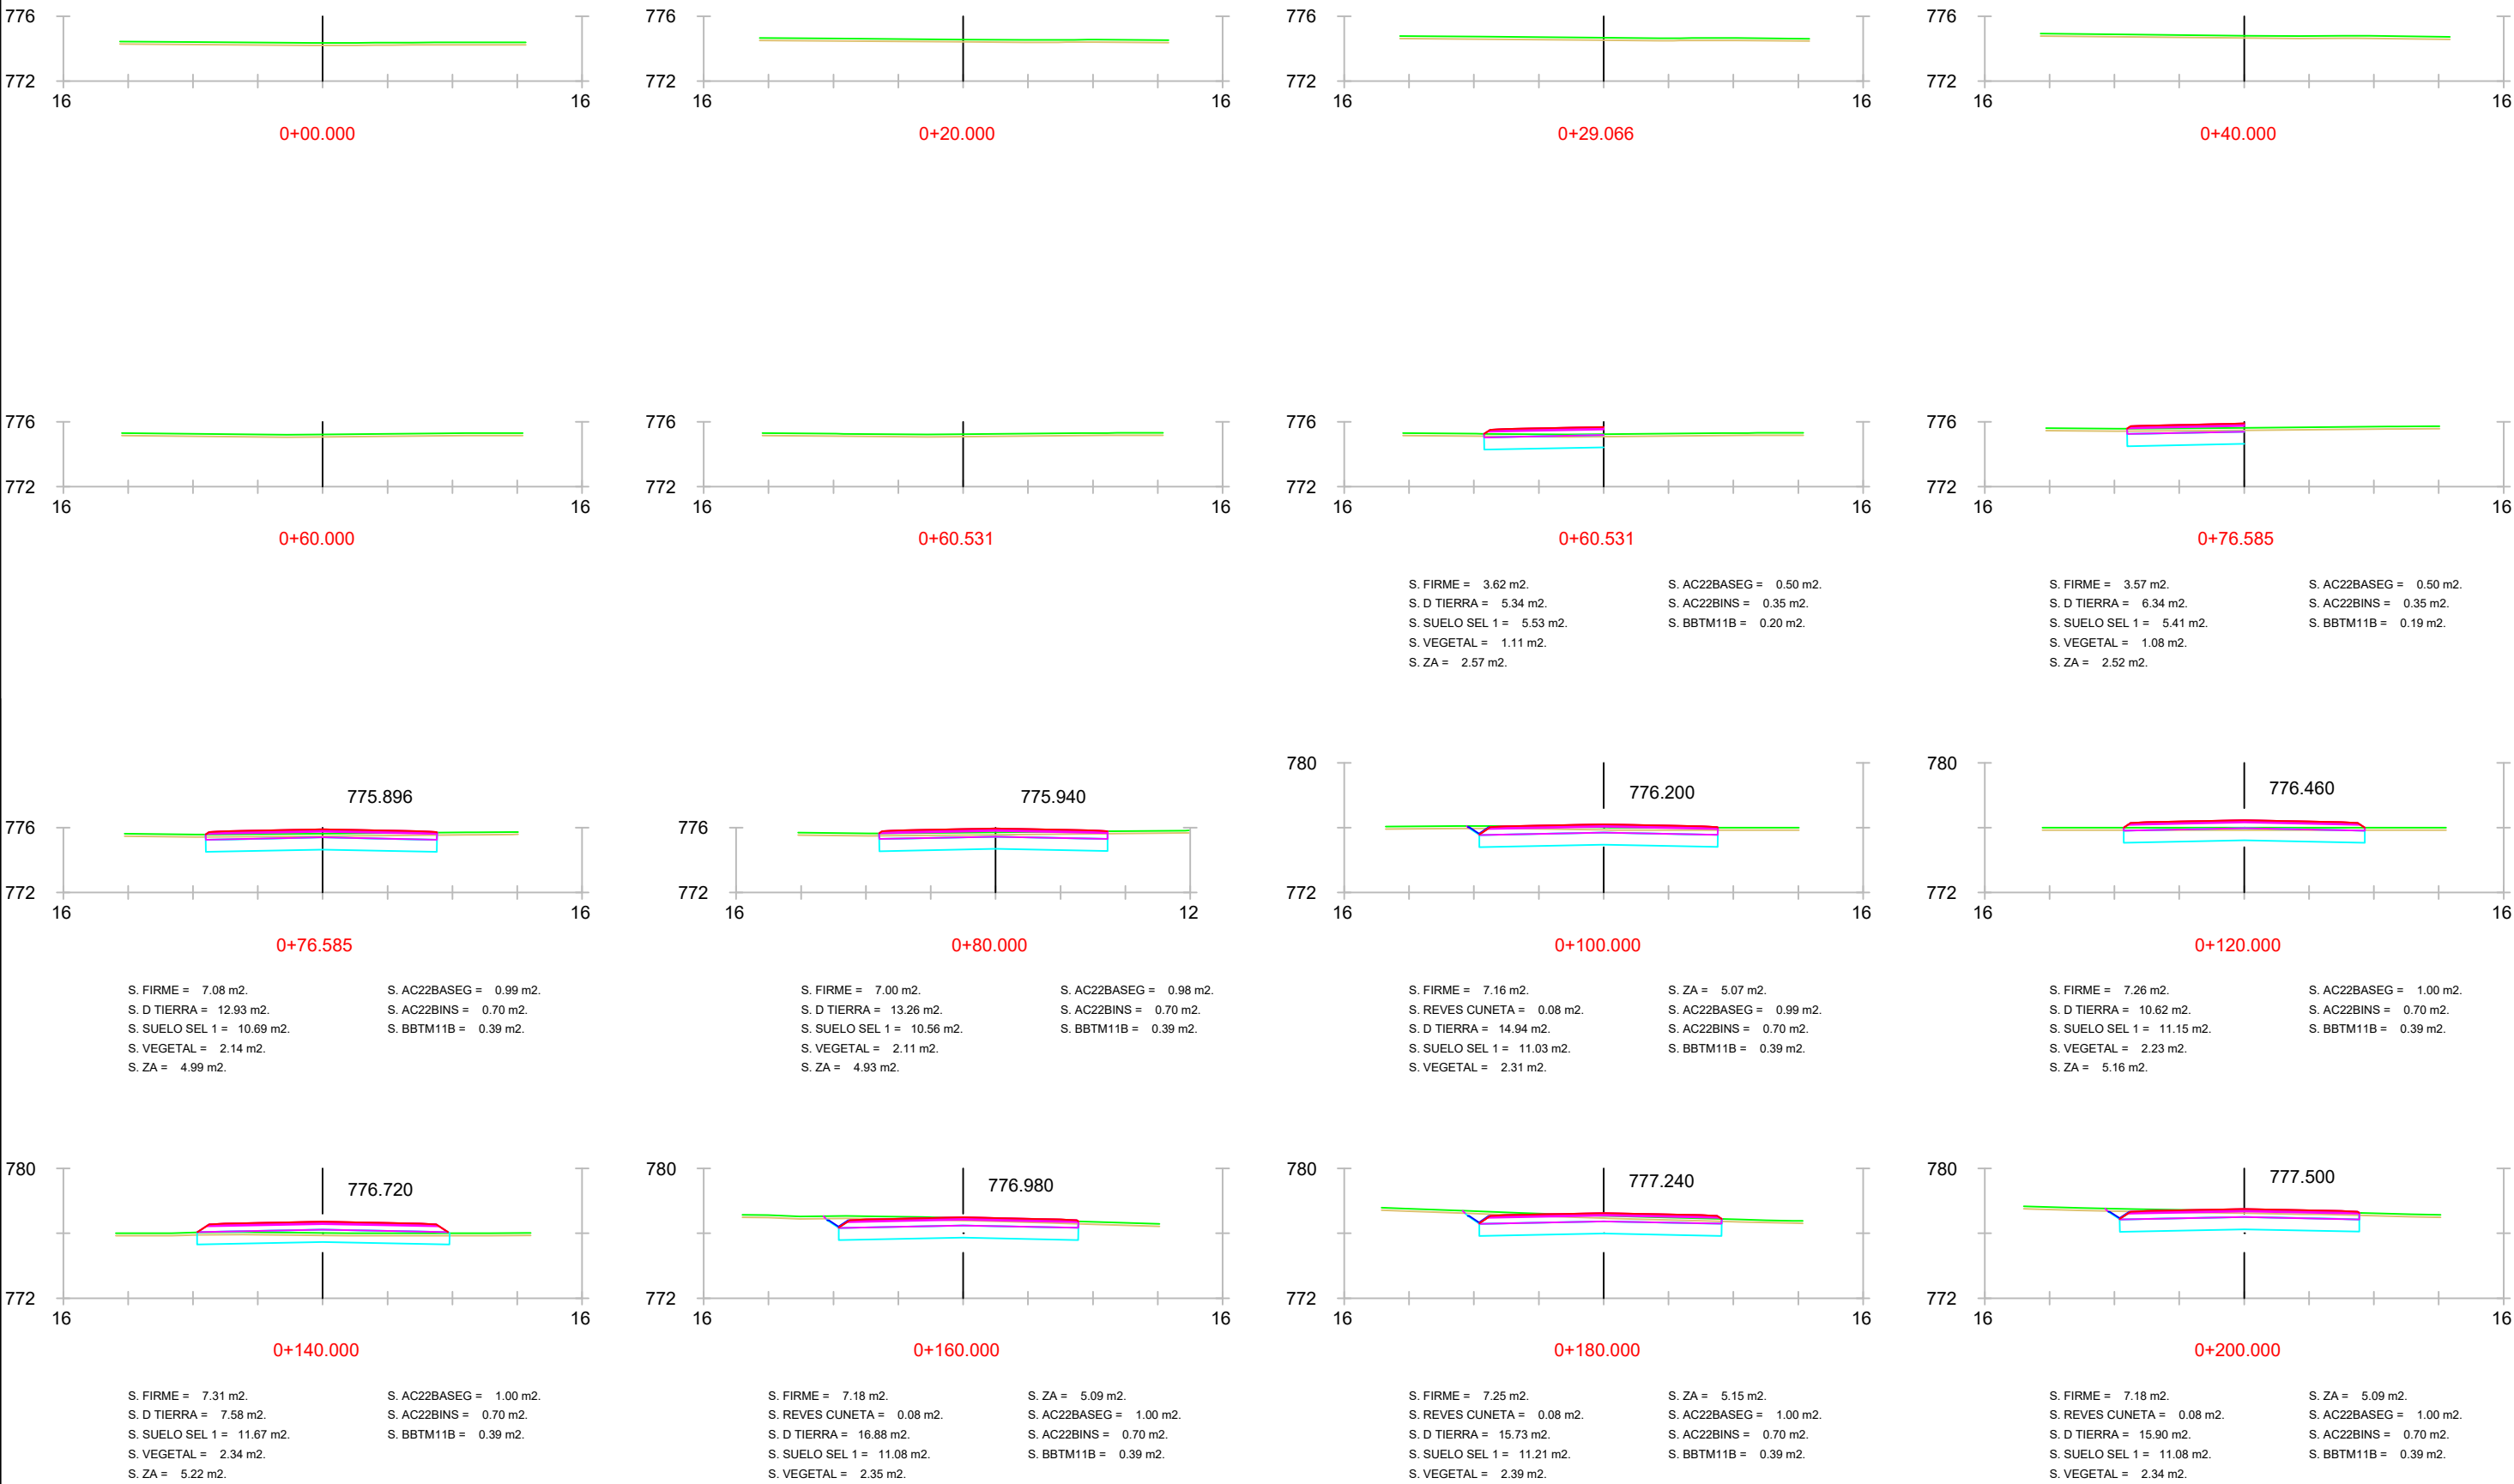 776
772
16
16
0+00.000
776
772
16
16
0+20.000
776
772
16
16
0+29.066
776
772
16
16
0+40.000
776
772
16
16
0+60.000
776
772
16
16
0+60.531
776
772
16
16
0+60.531
S. FIRME = 3.62 m2.
S. D TIERRA = 5.34 m2.
S. SUELO SEL 1 = 5.53 m2.
S. VEGETAL = 1.11 m2.
S. ZA = 2.57 m2.
S. AC22BASEG = 0.50 m2.
S. AC22BINS = 0.35 m2.
S. BBTM11B = 0.20 m2.
776
772
16
16
0+76.585
S. FIRME = 3.57 m2.
S. D TIERRA = 6.34 m2.
S. SUELO SEL 1 = 5.41 m2.
S. VEGETAL = 1.08 m2.
S. ZA = 2.52 m2.
S. AC22BASEG = 0.50 m2.
S. AC22BINS = 0.35 m2.
S. BBTM11B = 0.19 m2.
775.896
776
772
16
16
0+76.585
S. FIRME = 7.08 m2.
S. D TIERRA = 12.93 m2.
S. SUELO SEL 1 = 10.69 m2.
S. VEGETAL = 2.14 m2.
S. ZA = 4.99 m2.
S. AC22BASEG = 0.99 m2.
S. AC22BINS = 0.70 m2.
S. BBTM11B = 0.39 m2.
775.940
776
772
16
12
0+80.000
S. FIRME = 7.00 m2.
S. D TIERRA = 13.26 m2.
S. SUELO SEL 1 = 10.56 m2.
S. VEGETAL = 2.11 m2.
S. ZA = 4.93 m2.
S. AC22BASEG = 0.98 m2.
S. AC22BINS = 0.70 m2.
S. BBTM11B = 0.39 m2.
780
776.200
772
16
16
0+100.000
S. FIRME = 7.16 m2.
S. REVES CUNETA = 0.08 m2.
S. D TIERRA = 14.94 m2.
S. SUELO SEL 1 = 11.03 m2.
S. VEGETAL = 2.31 m2.
S. ZA = 5.07 m2.
S. AC22BASEG = 0.99 m2.
S. AC22BINS = 0.70 m2.
S. BBTM11B = 0.39 m2.
780
776.460
772
16
16
0+120.000
S. FIRME = 7.26 m2.
S. D TIERRA = 10.62 m2.
S. SUELO SEL 1 = 11.15 m2.
S. VEGETAL = 2.23 m2.
S. ZA = 5.16 m2.
S. AC22BASEG = 1.00 m2.
S. AC22BINS = 0.70 m2.
S. BBTM11B = 0.39 m2.
780
776.720
772
16
16
0+140.000
S. FIRME = 7.31 m2.
S. D TIERRA = 7.58 m2.
S. SUELO SEL 1 = 11.67 m2.
S. VEGETAL = 2.34 m2.
S. ZA = 5.22 m2.
S. AC22BASEG = 1.00 m2.
S. AC22BINS = 0.70 m2.
S. BBTM11B = 0.39 m2.
780
776.980
772
16
16
0+160.000
S. FIRME = 7.18 m2.
S. REVES CUNETA = 0.08 m2.
S. D TIERRA = 16.88 m2.
S. SUELO SEL 1 = 11.08 m2.
S. VEGETAL = 2.35 m2.
S. ZA = 5.09 m2.
S. AC22BASEG = 1.00 m2.
S. AC22BINS = 0.70 m2.
S. BBTM11B = 0.39 m2.
780
777.240
772
16
16
0+180.000
S. FIRME = 7.25 m2.
S. REVES CUNETA = 0.08 m2.
S. D TIERRA = 15.73 m2.
S. SUELO SEL 1 = 11.21 m2.
S. VEGETAL = 2.39 m2.
S. ZA = 5.15 m2.
S. AC22BASEG = 1.00 m2.
S. AC22BINS = 0.70 m2.
S. BBTM11B = 0.39 m2.
780
777.500
772
16
16
0+200.000
S. FIRME = 7.18 m2.
S. REVES CUNETA = 0.08 m2.
S. D TIERRA = 15.90 m2.
S. SUELO SEL 1 = 11.08 m2.
S. VEGETAL = 2.34 m2.
S. ZA = 5.09 m2.
S. AC22BASEG = 1.00 m2.
S. AC22BINS = 0.70 m2.
S. BBTM11B = 0.39 m2.